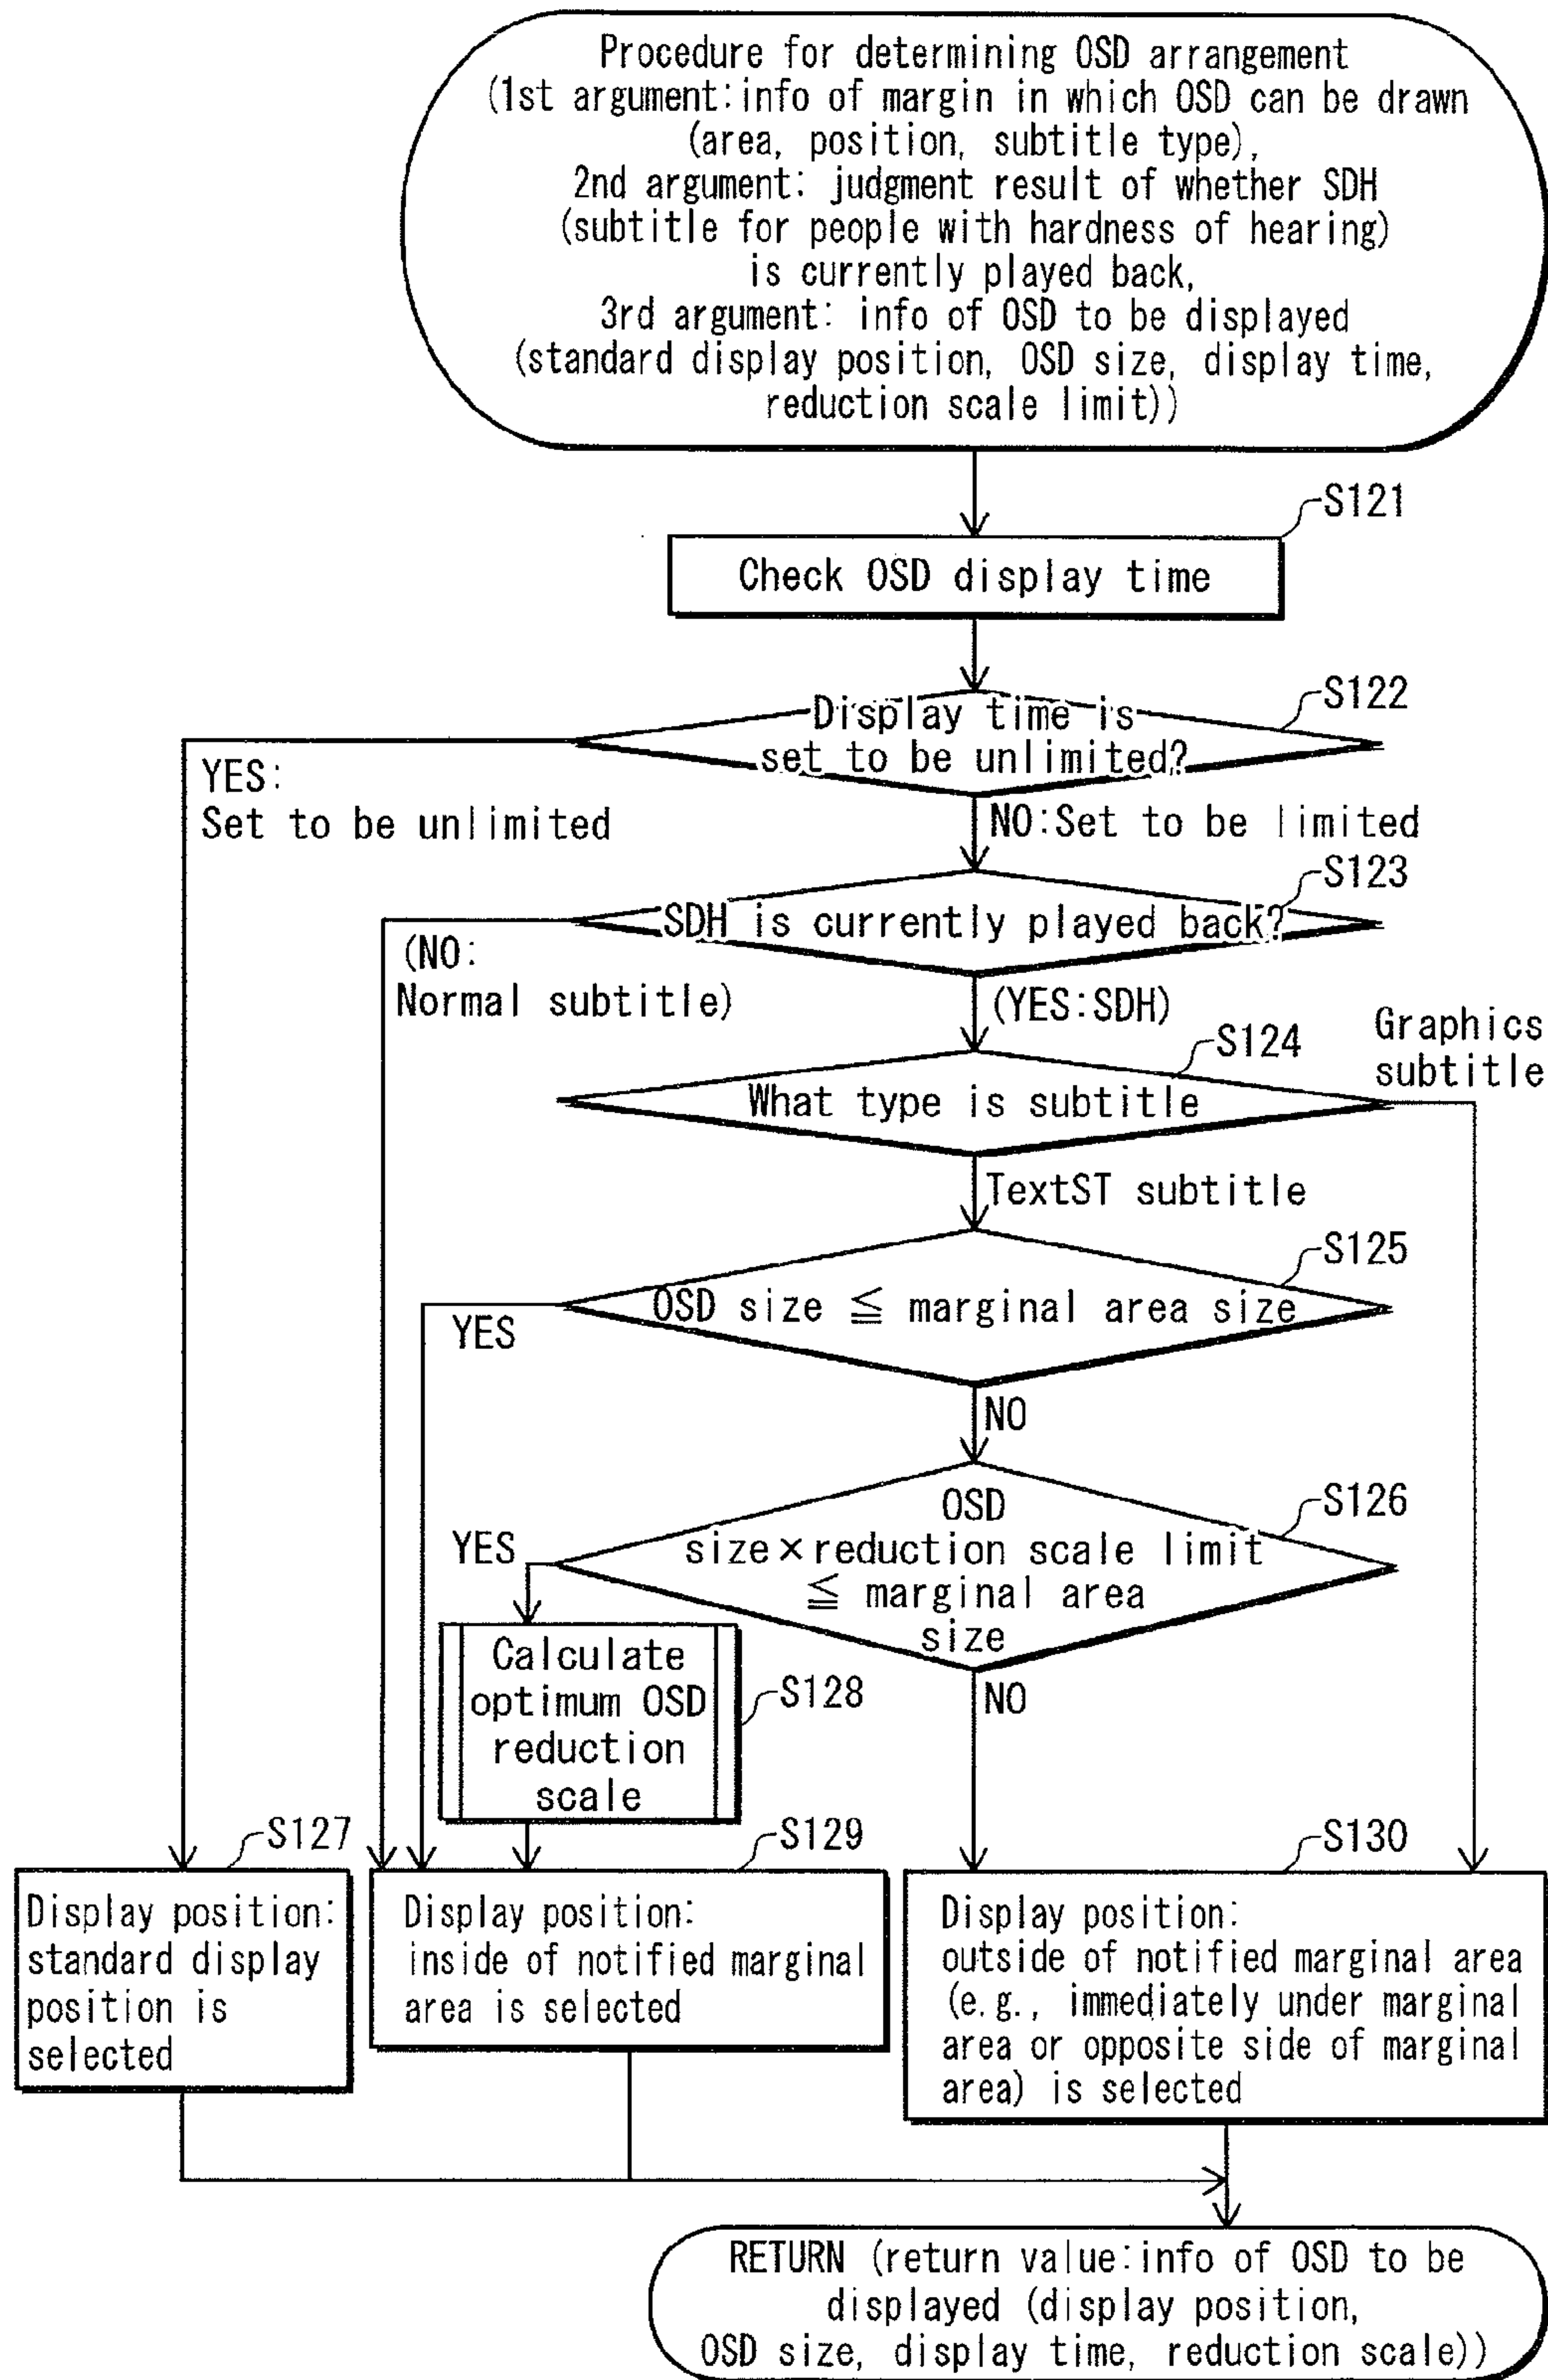 Procedure for determining OSD arrangement
(1st argument:info of margin in which OSD can be drawn
(area, position, subtitle type),
2nd argument: judgment result of whether SDH
(subtitle for people with hardness of hearing)
is currently played back,
3rd argument: info of OSD to be displayed
(standard display position, OSD size, display time,
reduction scale limit))
S121
Check OSD display time
S122
Display time is
set to be unlimited?
YES:
Set to be unlimited
NO:Set to be limited
S123
SDH is currently played back?
(NO:
Normal subtitle)
(YES:SDH)
Graphics
subtitle
S124
What type is subtitle
TextST subtitle
S125
OSD size ≦ marginal area size
YES
NO
S126
OSD
size×reduction scale limit
≦ marginal area
size
YES
NO
Calculate
optimum OSD
reduction
scale
S128
S127
S129
S130
Display position:
standard display
position is
selected
Display position:
inside of notified marginal
area is selected
Display position:
outside of notified marginal area
(e.g., immediately under marginal
area or opposite side of marginal
area) is selected
RETURN (return value:info of OSD to be
displayed (display position,
OSD size, display time, reduction scale))